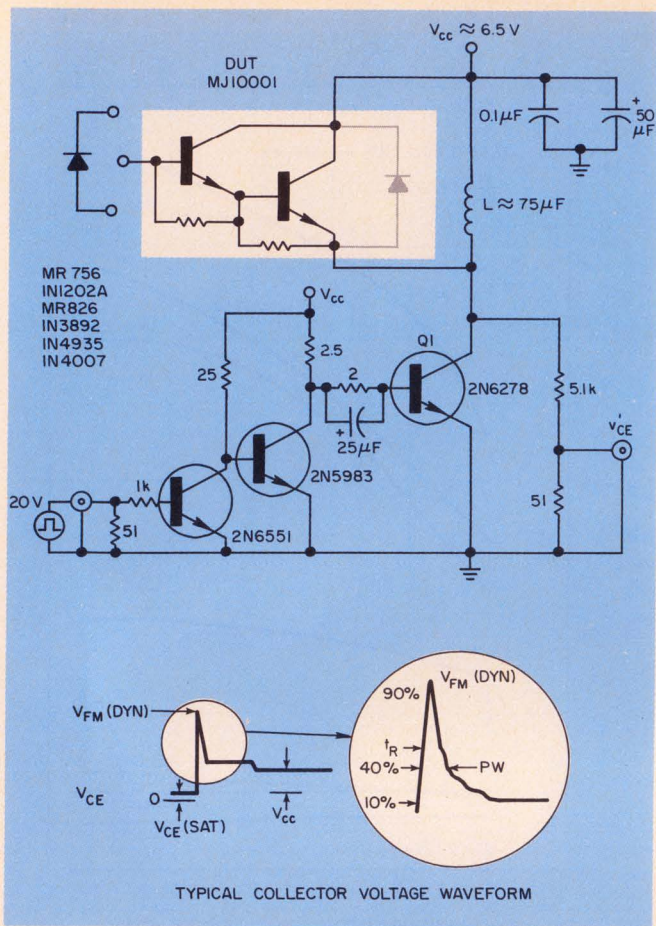 V_CC ≈ 6.5 V
DUT
MJ10001
0.1μF
+
50
μF
L ≈ 75μF
MR 756
IN1202A
MR826
IN3892
IN4935
IN4007
V_CC
2.5
25
2
Q1
2N6278
+
25μF
5.1k
v'_CE
2N5983
1k
20 V
51
2N6551
51
V_FM (DYN)
V_FM (DYN)
90%
t_R
40%
PW
10%
V_CE
0
V_CE (SAT)
V_CC
TYPICAL COLLECTOR VOLTAGE WAVEFORM